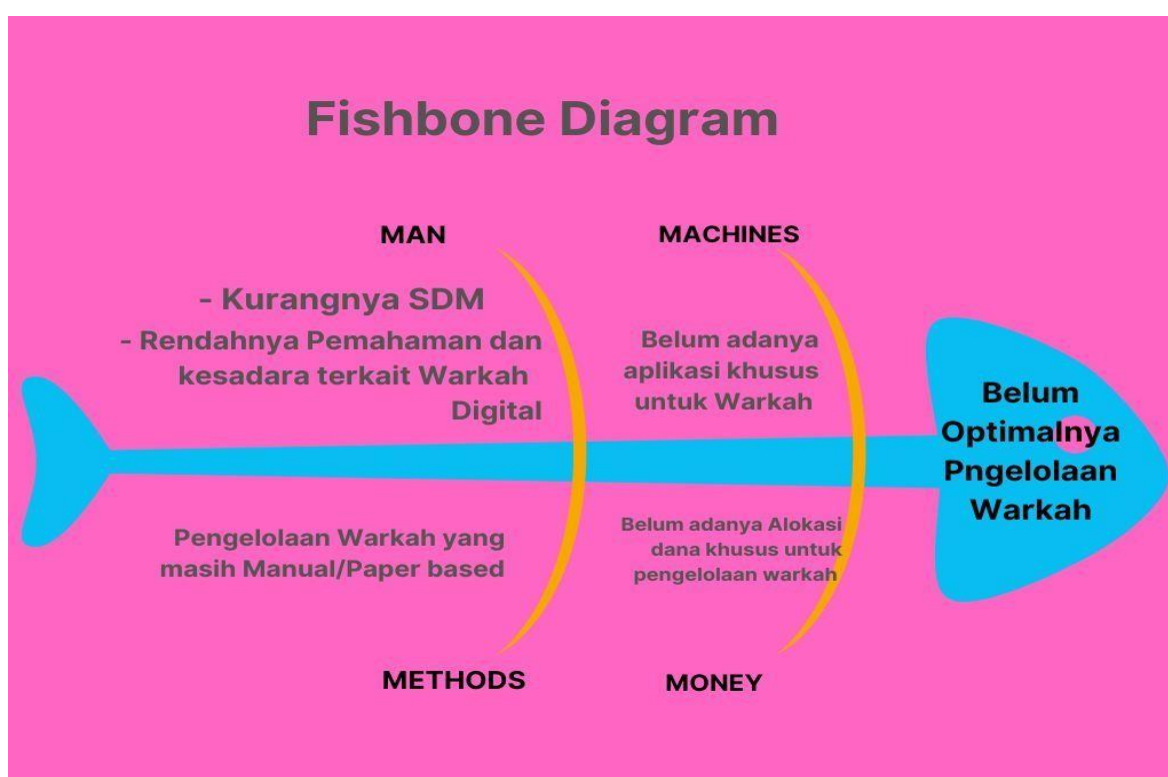 Fishbone Diagram
MAN
- Kurangnya SDM
- Rendahnya Pemahaman dan
kesadara terkait Warkah
Digital
MACHINES
Belum adanya
aplikasi khusus
untuk Warkah
Pengelolaan Warkah yang
masih Manual/Paper based
METHODS
Belum adanya Alokasi
dana khusus untuk
pengelolaan warkah
MONEY
Belum
Optimalnya
Pngelolaan
Warkah